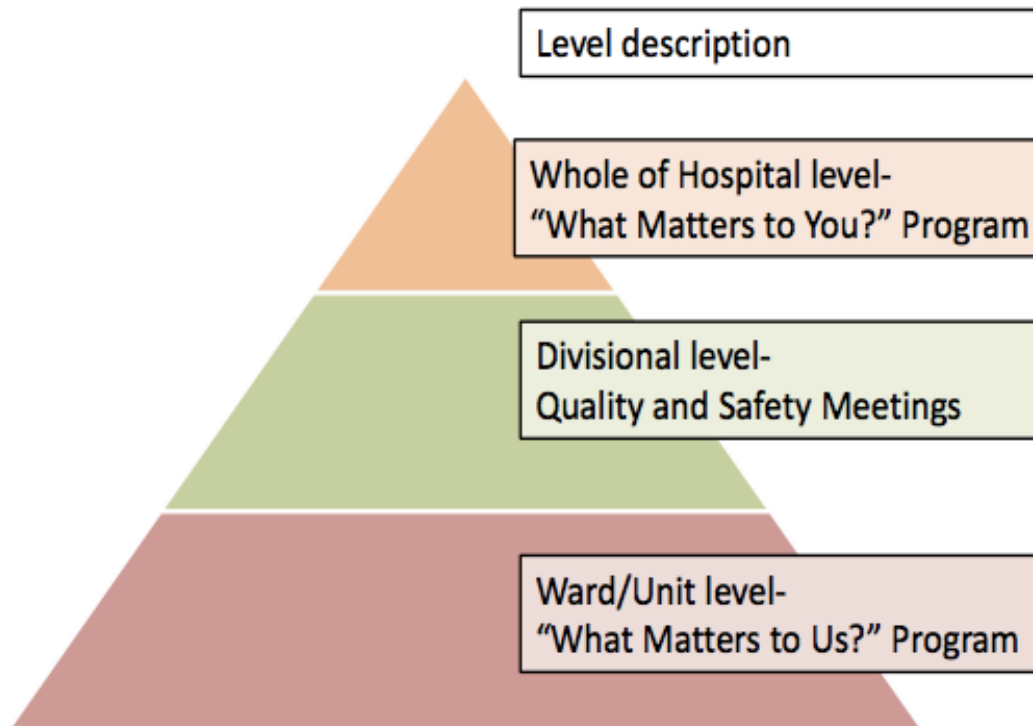 Level description
Whole of Hospital level-
“What Matters to You?” Program
Divisional level-
Quality and Safety Meetings
Ward/Unit level-
“What Matters to Us?” Program